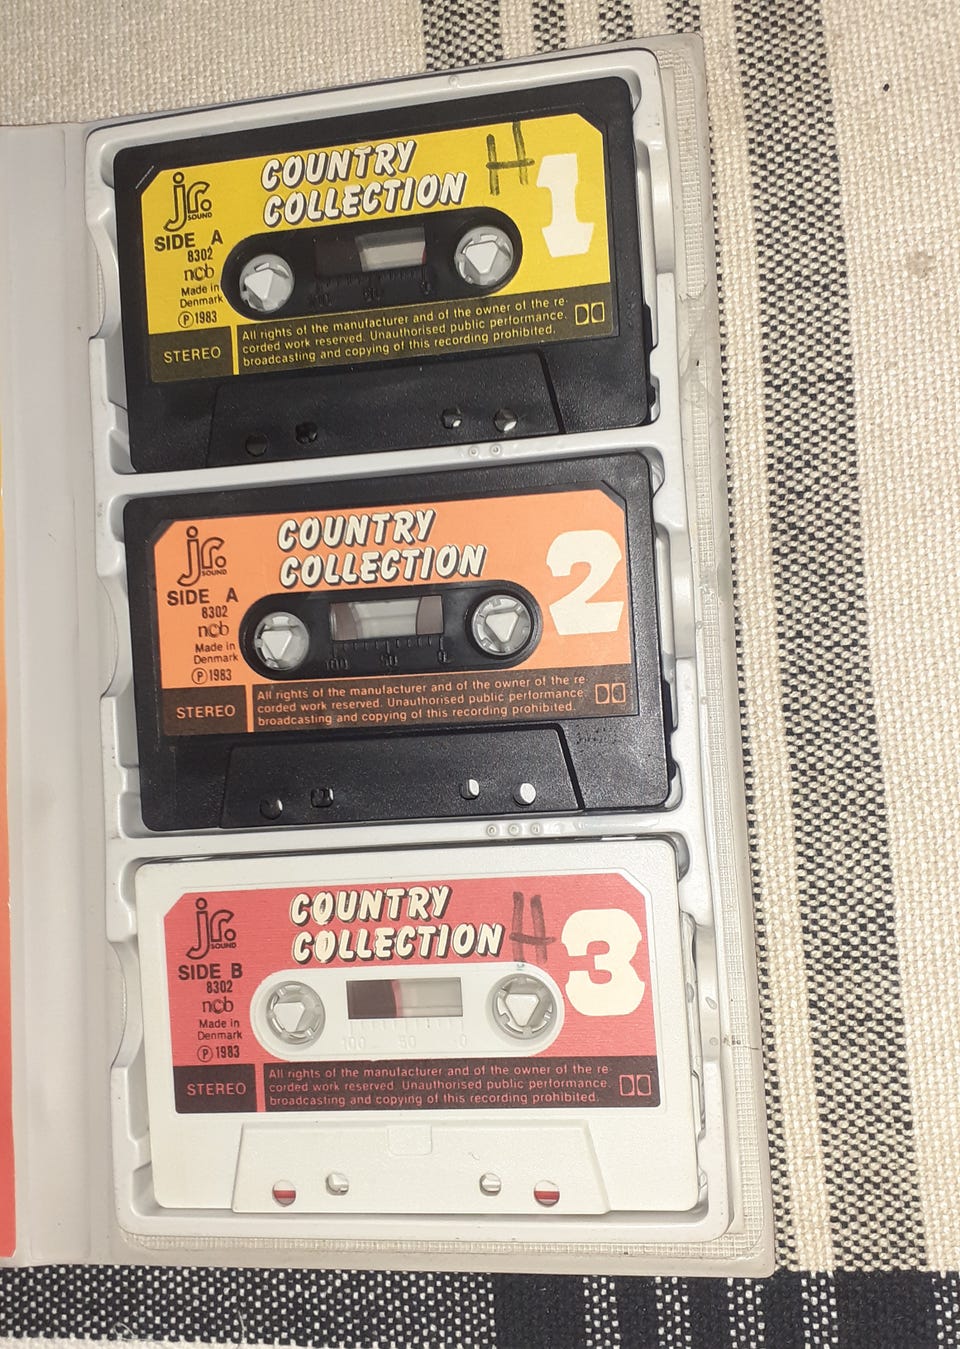 COUNTRY
COLLECTION
H
1
jr.
SOUND
SIDE A
8302
ncb
Made in
Denmark
Ⓟ 1983
100 50 0
STEREO
All rights of the manufacturer and of the owner of the re-
corded work reserved. Unauthorised public performance.
broadcasting and copying of this recording prohibited.
COUNTRY
COLLECTION
2
jr.
SOUND
SIDE A
8302
ncb
Made in
Denmark
Ⓟ 1983
100 50 0
STEREO
All rights of the manufacturer and of the owner of the re-
corded work reserved. Unauthorised public performance.
broadcasting and copying of this recording prohibited.
COUNTRY
COLLECTION
H
3
jr.
SOUND
SIDE B
8302
ncb
Made in
Denmark
Ⓟ 1983
100 50 0
STEREO
All rights of the manufacturer and of the owner of the re-
corded work reserved. Unauthorised public performance.
broadcasting and copying of this recording prohibited.